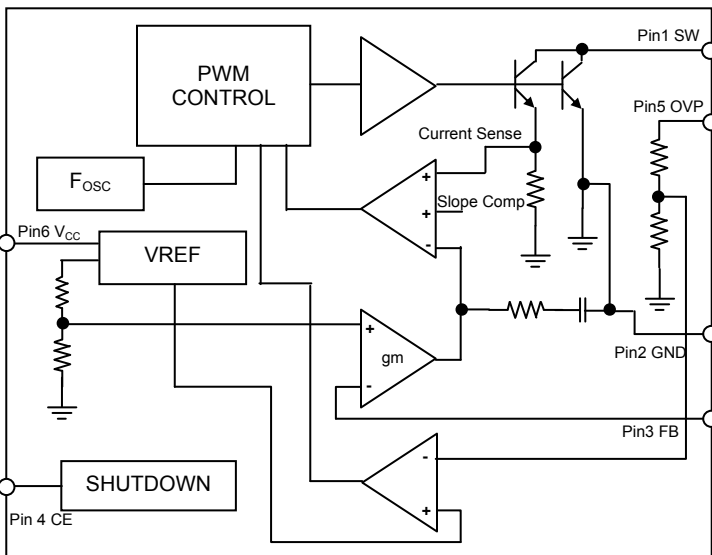 Pin1 SW
PWM
CONTROL
Pin5 OVP
Current Sense
+
FOSC
Slope Comp
+
-
Pin6 VCC
VREF
+
gm
-
Pin2 GND
Pin3 FB
-
SHUTDOWN
+
Pin 4 CE